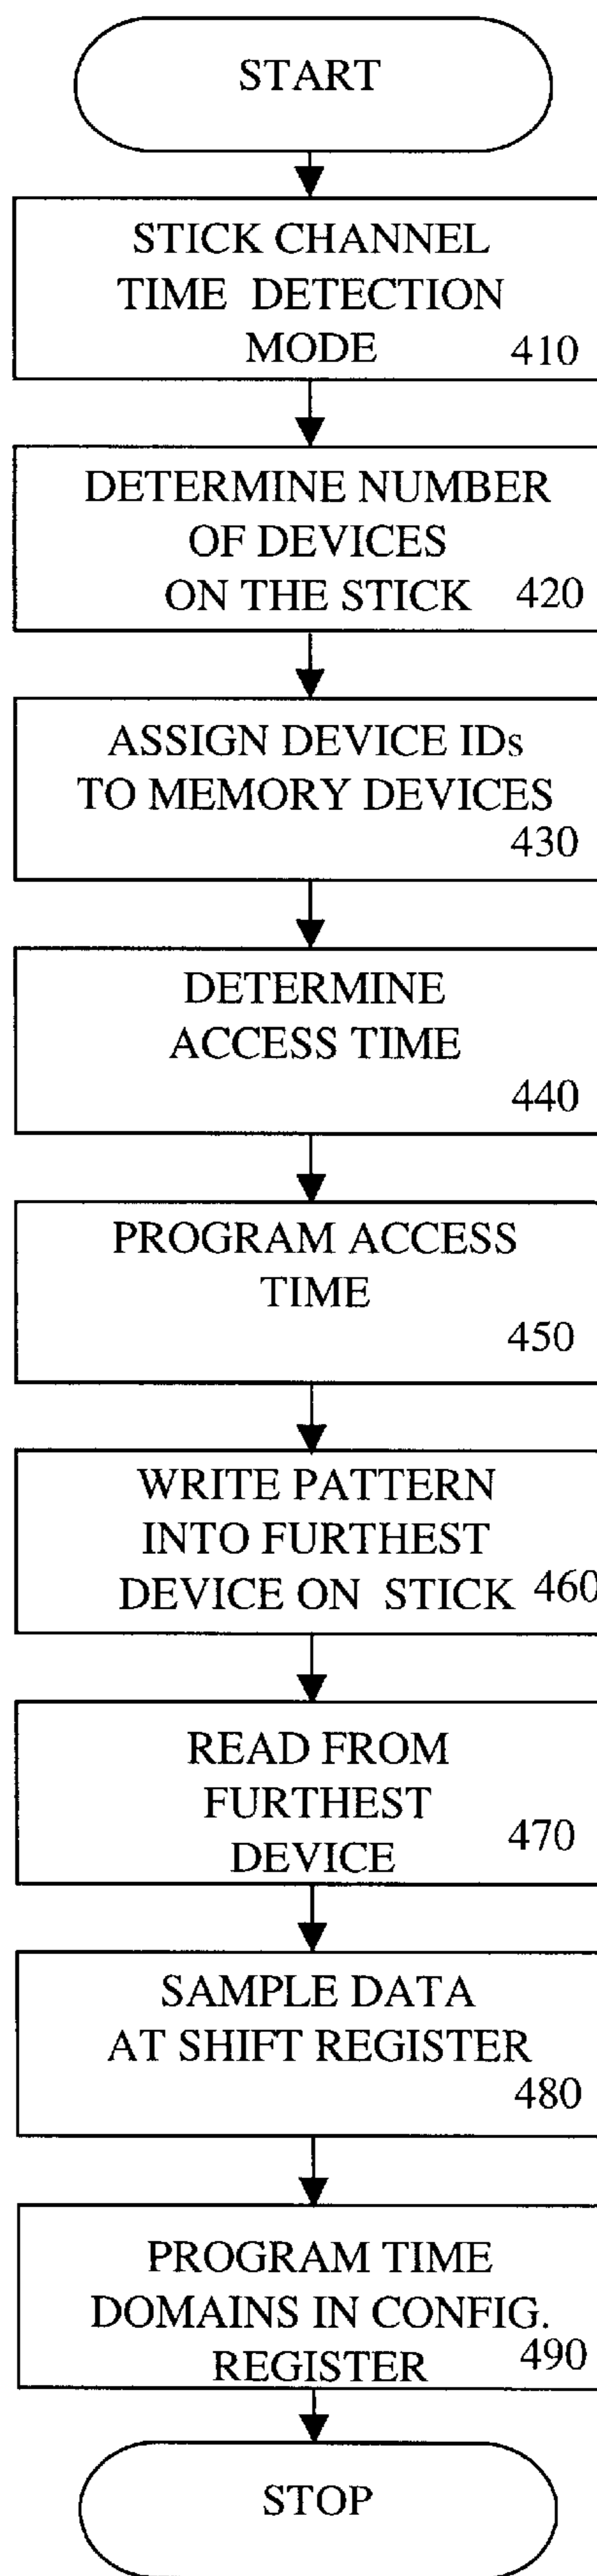 START
STICK CHANNEL
TIME DETECTION
MODE 410
DETERMINE NUMBER
OF DEVICES
ON THE STICK 420
ASSIGN DEVICE IDs
TO MEMORY DEVICES
430
DETERMINE
ACCESS TIME
440
PROGRAM ACCESS
TIME
450
WRITE PATTERN
INTO FURTHEST
DEVICE ON STICK 460
READ FROM
FURTHEST
DEVICE 470
SAMPLE DATA
AT SHIFT REGISTER
480
PROGRAM TIME
DOMAINS IN CONFIG.
REGISTER 490
STOP